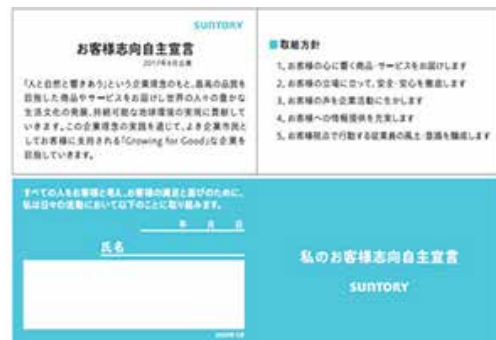 SUNTORY
お客様志向自主宣言
2017年6月公表
「人と自然と響きあう」という企業理念のもと、最高の品質を
目指した商品やサービスをお届けし世界の人々の豊かな
生活文化の発展、持続可能な地球環境の実現に貢献して
いきます。この企業理念の実践を通じて、よき企業市民と
してお客様に支持される「Growing for Good」な企業を
目指していきます。
■取組方針
1. お客様の心に響く商品・サービスをお届けします
2. お客様の立場に立って、安全・安心を徹底します
3. お客様の声を企業活動に生かします
4. お客様への情報提供を充実します
5. お客様視点で行動する従業員の風土・意識を醸成します
すべての人をお客様と考え、お客様の満足と喜びのために、
私は日々の活動において以下のことに取り組みます。
年 月 日
氏名
私のお客様志向自主宣言
SUNTORY